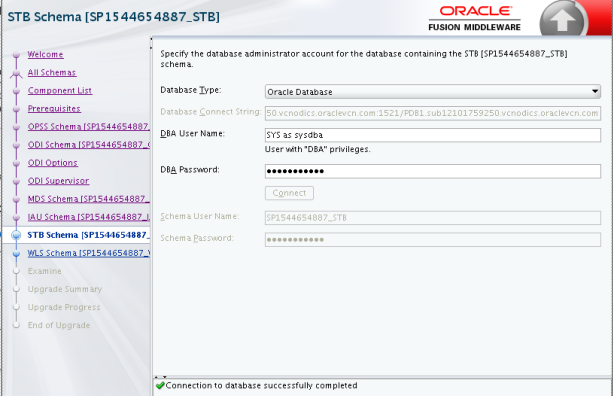 STB Schema [SP1544654887_STB]
ORACLE
FUSION MIDDLEWARE
Welcome
All Schemas
Component List
Prerequisites
OPSS Schema [SP1544654887_
ODI Schema [SP1544654887_
ODI Options
ODI Supervisor
MDS Schema [SP1544654887_
IAU Schema [SP1544654887_
STB Schema [SP1544654887_
WLS Schema [SP1544654887_
Examine
Upgrade Summary
Upgrade Progress
End of Upgrade
Specify the database administrator account for the database containing the STB [SP1544654887_STB]
schema.
Database Type:
Oracle Database
Database Connect String:
50.vcnodics.oraclevcn.com:1521/PDB1.sub12101759250.vcnodics.oraclevcn.com
DBA User Name:
SYS as sysdba
User with "DBA" privileges.
DBA Password:
Connect
Schema User Name:
SP1544654887_STB
Schema Password:
Connection to database successfully completed